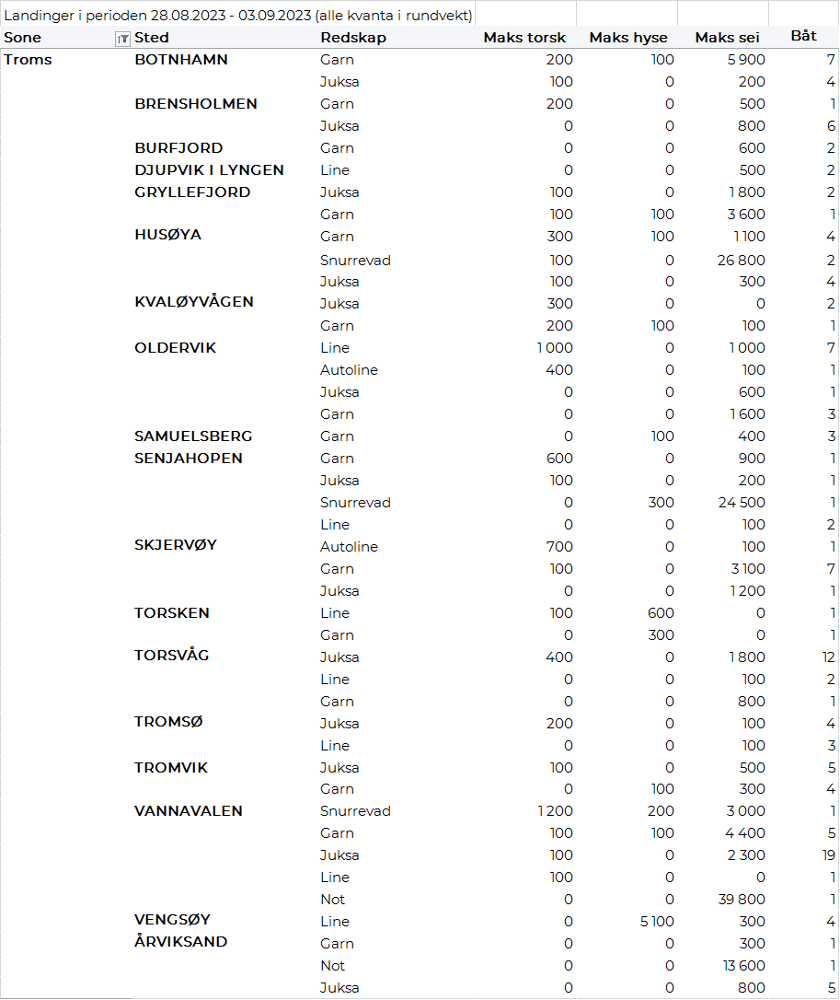 Landinger i perioden 28.08.2023 - 03.09.2023 (alle kvanta i rundvekt)
Sone Sted Redskap Maks torsk Maks hyse Maks sei Båt
Troms BOTNHAMN Garn 200 100 5 900 7
Juksa 100 0 200 4
BRENSHOLMEN Garn 200 0 500 1
Juksa 0 0 800 6
BURFJORD Garn 0 0 600 2
DJUPVIK I LYNGEN Line 0 0 500 2
GRYLLEFJORD Juksa 100 0 1 800 2
Garn 100 100 3 600 1
HUSØYA Garn 300 100 1 100 4
Snurrevad 100 0 26 800 2
Juksa 100 0 300 4
KVALØYVÅGEN Juksa 300 0 0 2
Garn 200 100 100 1
OLDERVIK Line 1 000 0 1 000 7
Autoline 400 0 100 1
Juksa 0 0 600 1
Garn 0 0 1 600 3
SAMUELSBERG Garn 0 100 400 3
SENJAHOPEN Garn 600 0 900 1
Juksa 100 0 200 1
Snurrevad 0 300 24 500 1
Line 0 0 100 2
SKJERVØY Autoline 700 0 100 1
Garn 100 0 3 100 7
Juksa 0 0 1 200 1
TORSKEN Line 100 600 0 1
Garn 0 300 0 1
TORSVÅG Juksa 400 0 1 800 12
Line 0 0 100 2
Garn 0 0 800 1
TROMSØ Juksa 200 0 100 4
Line 0 0 100 3
TROMVIK Juksa 100 0 500 5
Garn 0 100 300 4
VANNAVALEN Snurrevad 1 200 200 3 000 1
Garn 100 100 4 400 5
Juksa 100 0 2 300 19
Line 100 0 0 1
Not 0 0 39 800 1
VENGSØY Line 0 5 100 300 4
ÅRVIKSAND Garn 0 0 300 1
Not 0 0 13 600 1
Juksa 0 0 800 5